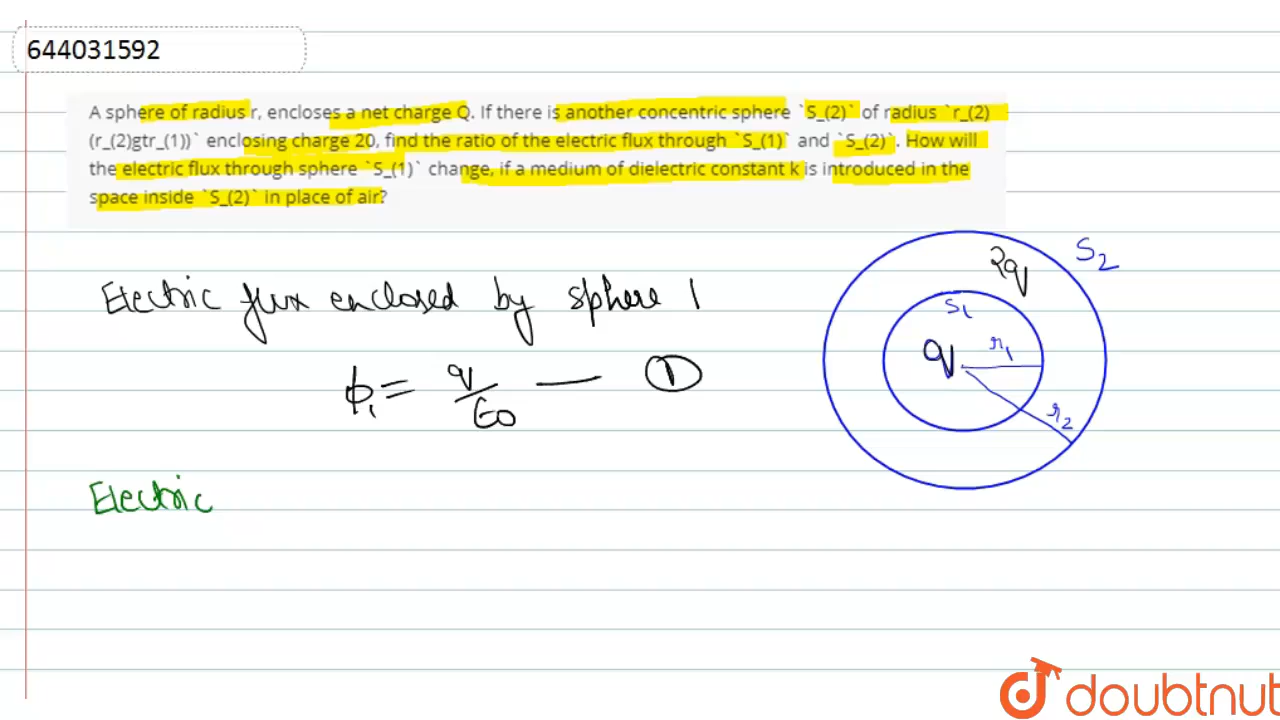 644031592
A sphere of radius r, encloses a net charge Q. If there is another concentric sphere `S_(2)` of radius `r_(2)
(r_(2)gtr_(1))` enclosing charge 20, find the ratio of the electric flux through `S_(1)` and `S_(2)`. How will
the electric flux through sphere `S_(1)` change, if a medium of dielectric constant k is introduced in the
space inside `S_(2)` in place of air?
S2
2q
S1
q
r1
r2
Electric flux enclosed by sphere 1
ϕ1 = q/ε0 — ①
Electric
doubtnut